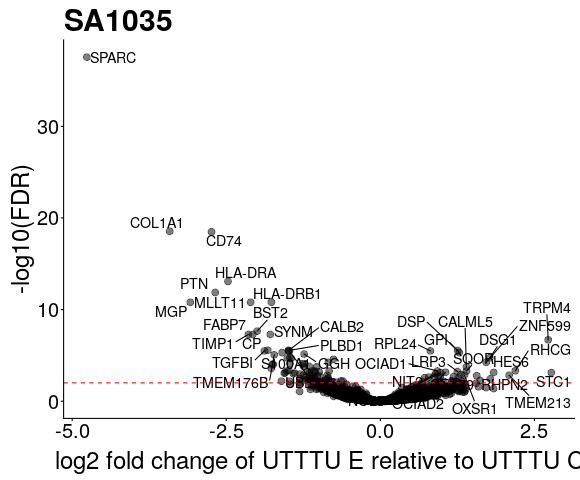 SA1035
SPARC
30
-log10(FDR)
COL1A1
20
CD74
HLA-DRA
PTN
HLA-DRB1
MLLT11
MGP
10
BST2
TRPM4
FABP7
SYNM
CALB2
DSP
CALML5
ZNF599
TIMP1
CP
PLBD1
RPL24
GPI
DSG1
RHCG
TGFBI
S100A1
GGH
OCIAD1
LRP3
HES6
TMEM176B
STC1
0
OCIAD2
OXSR1
TMEM213
-5.0
-2.5
0.0
2.5
log2 fold change of UTTTU E relative to UTTTU C